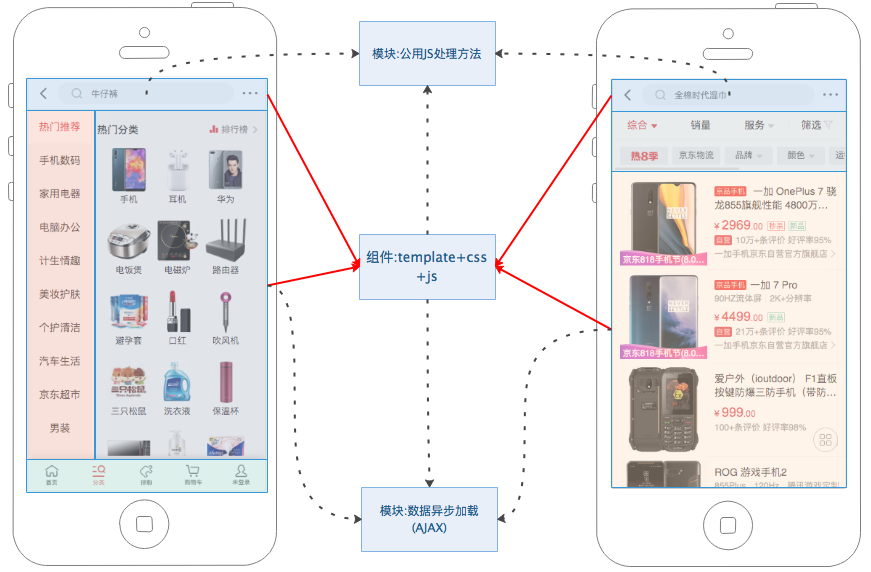 模块:公用JS处理方法
组件:template+css
+js
模块:数据异步加载
(AJAX)
牛仔裤
热门推荐
手机数码
家用电器
电脑办公
计生情趣
美妆护肤
个护清洁
汽车生活
京东超市
男装
热门分类
排行榜
手机
耳机
华为
电饭煲
电磁炉
路由器
避孕套
口红
吹风机
三只松鼠
洗衣液
保温杯
首页
分类
购物车
未登录
全棉时代湿巾
综合
销量
服务
筛选
热8季
京东物流
品牌
颜色
运
京品手机 一加 OnePlus 7 骁
龙855旗舰性能 4800万...
¥2969.00 秒杀 新品
自营 10万+条评价 好评率95%
一加手机京东自营官方旗舰店
京东818手机节(8.0...
京品手机 一加 7 Pro
90HZ流体屏 2K+分辨率
¥4499.00 新品
自营 21万+条评价 好评率95%
一加手机京东自营官方旗舰店
京东818手机节(8.0...
爱户外（ioutdoor） F1直板
按键防爆三防手机（带防...
¥999.00
100+条评价 好评率98%
ROG 游戏手机2
855Plus 120Hz 腾讯游戏定制